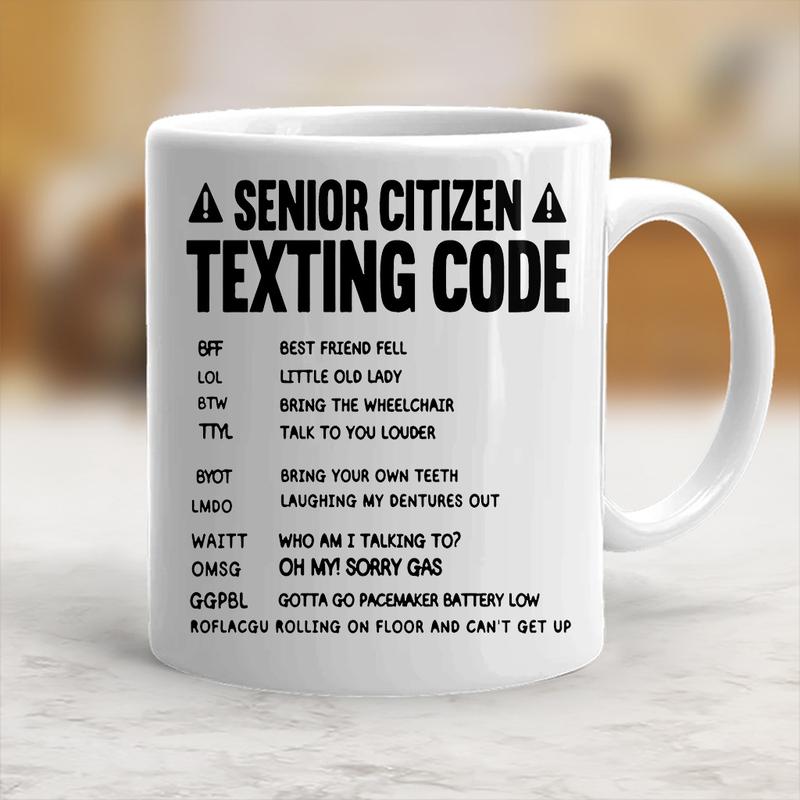 SENIOR CITIZEN
TEXTING CODE
BFF BEST FRIEND FELL
LOL LITTLE OLD LADY
BTW BRING THE WHEELCHAIR
TTYL TALK TO YOU LOUDER
BYOT BRING YOUR OWN TEETH
LMDO LAUGHING MY DENTURES OUT
WAITT WHO AM I TALKING TO?
OMSG OH MY! SORRY GAS
GGPBL GOTTA GO PACEMAKER BATTERY LOW
ROFLACGU ROLLING ON FLOOR AND CAN'T GET UP